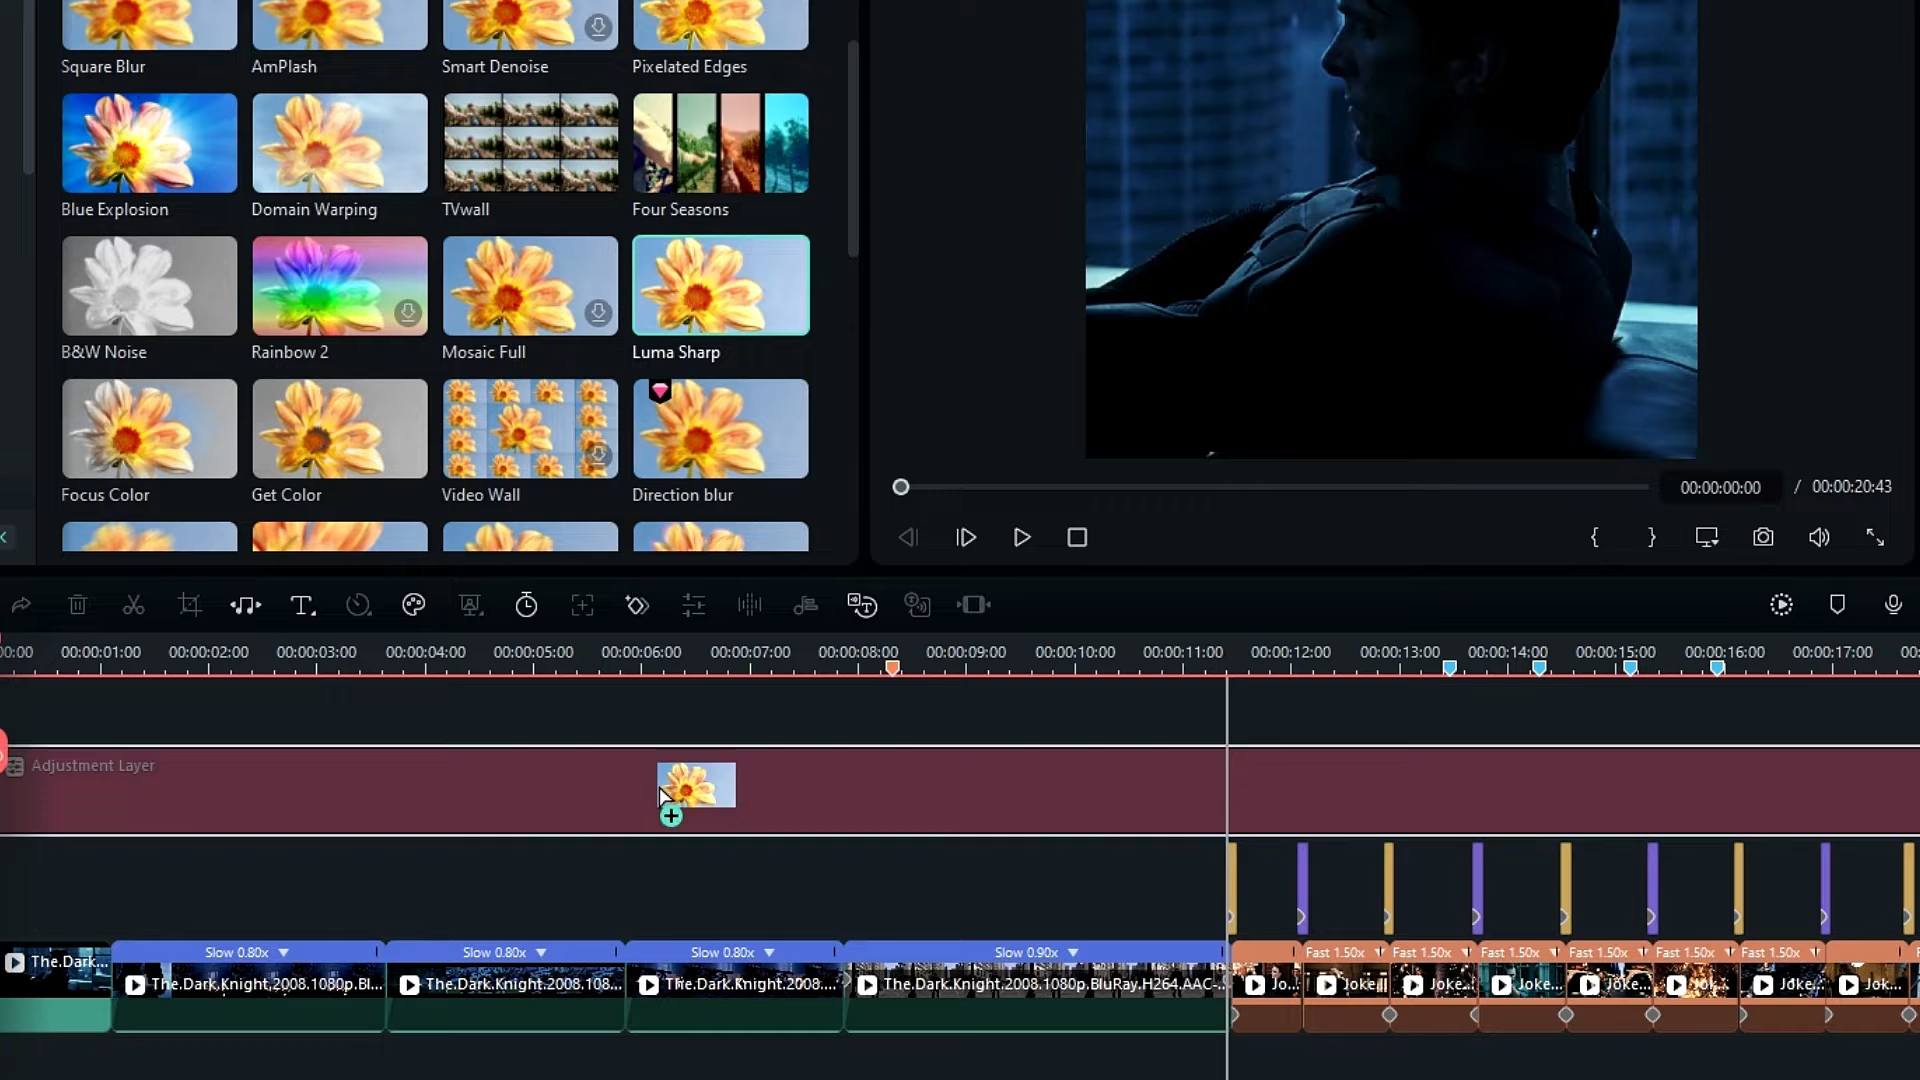 Square Blur
AmPlash
Smart Denoise
Pixelated Edges
Blue Explosion
Domain Warping
TVwall
Four Seasons
B&W Noise
Rainbow 2
Mosaic Full
Luma Sharp
Focus Color
Get Color
Video Wall
Direction blur
00:00:00:00 / 00:00:20:43
00:00 00:00:01:00 00:00:02:00 00:00:03:00 00:00:04:00 00:00:05:00 00:00:06:00 00:00:07:00 00:00:08:00 00:00:09:00 00:00:10:00 00:00:11:00 00:00:12:00 00:00:13:00 00:00:14:00 00:00:15:00 00:00:16:00 00:00:17:00 00:
Adjustment Layer
Slow 0.80x Slow 0.80x Slow 0.80x Slow 0.90x Fast 1.50x Fast 1.50x Fast 1.50x Fast 1.50x Fast 1.50x Fast 1.50x
The.Dark... The.Dark.Knight.2008.1080p.Bl... The.Dark.Knight.2008.108... The.Dark.Knight.2008.... The.Dark.Knight.2008.1080p.BluRay.H264.AAC-... Jo... Joke Joke... Joke... Joke... Jok... Joke... Jok...